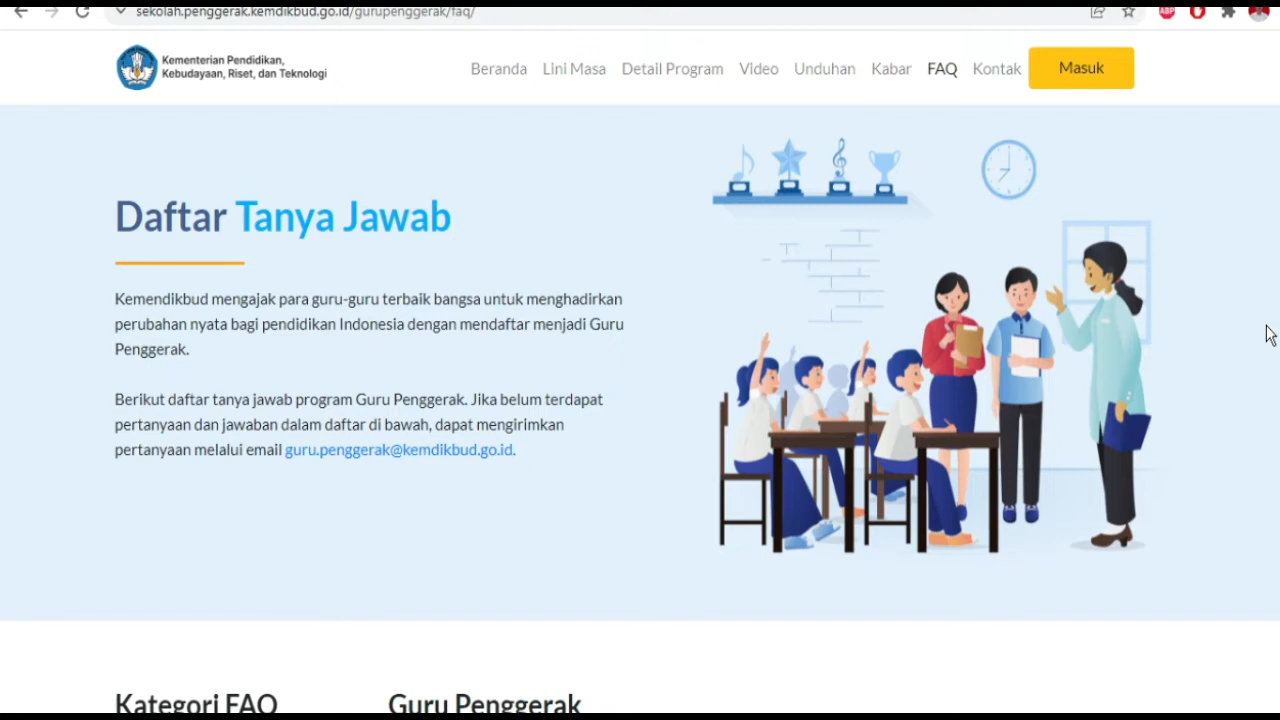 sekolah.penggerak.kemdikbud.go.id/gurupenggerak/faq/
ABP
Kementerian Pendidikan,
Kebudayaan, Riset, dan Teknologi
Beranda Lini Masa Detail Program Video Unduhan Kabar FAQ Kontak Masuk
Daftar Tanya Jawab
Kemendikbud mengajak para guru-guru terbaik bangsa untuk menghadirkan
perubahan nyata bagi pendidikan Indonesia dengan mendaftar menjadi Guru
Penggerak.
Berikut daftar tanya jawab program Guru Penggerak. Jika belum terdapat
pertanyaan dan jawaban dalam daftar di bawah, dapat mengirimkan
pertanyaan melalui email guru.penggerak@kemdikbud.go.id.
Kategori FAQ Guru Penggerak